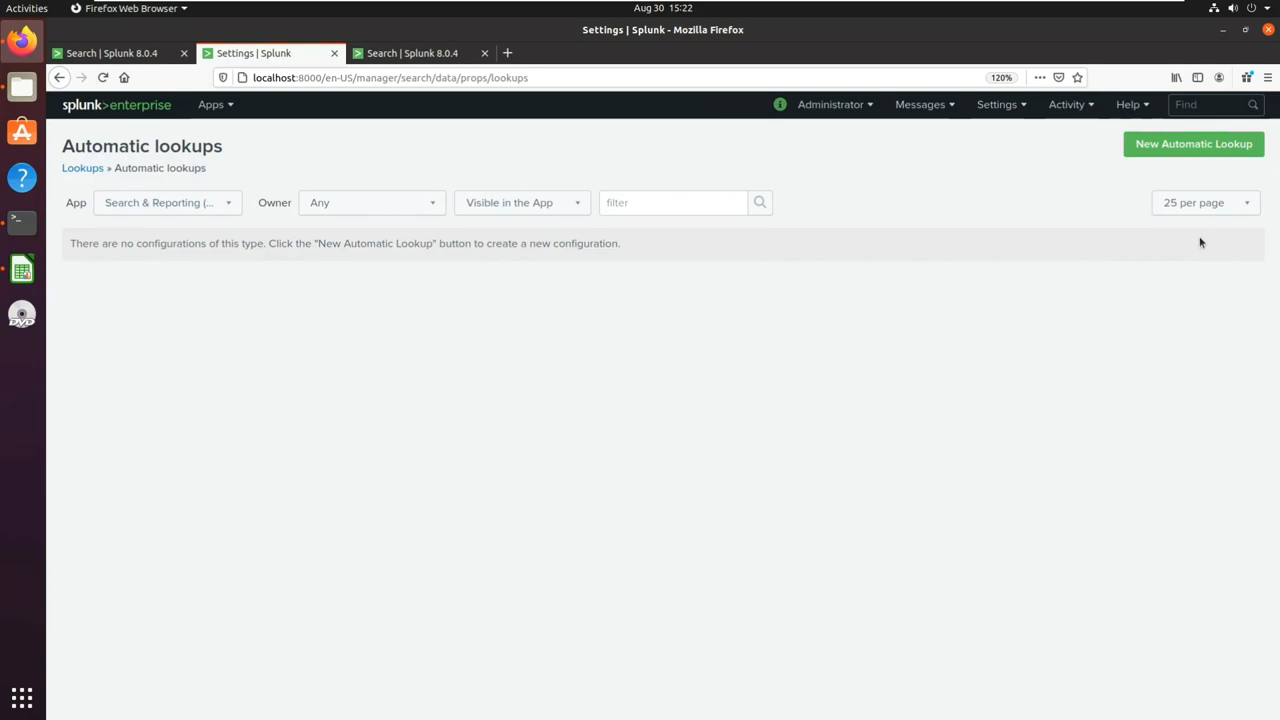 Activities Firefox Web Browser Aug 30 15:22
Settings | Splunk - Mozilla Firefox
Search | Splunk 8.0.4 Settings | Splunk Search | Splunk 8.0.4
localhost:8000/en-US/manager/search/data/props/lookups 120%
splunk>enterprise Apps Administrator Messages Settings Activity Help Find
Automatic lookups New Automatic Lookup
Lookups » Automatic lookups
App Search & Reporting (... Owner Any Visible in the App filter 25 per page
There are no configurations of this type. Click the "New Automatic Lookup" button to create a new configuration.
DVD